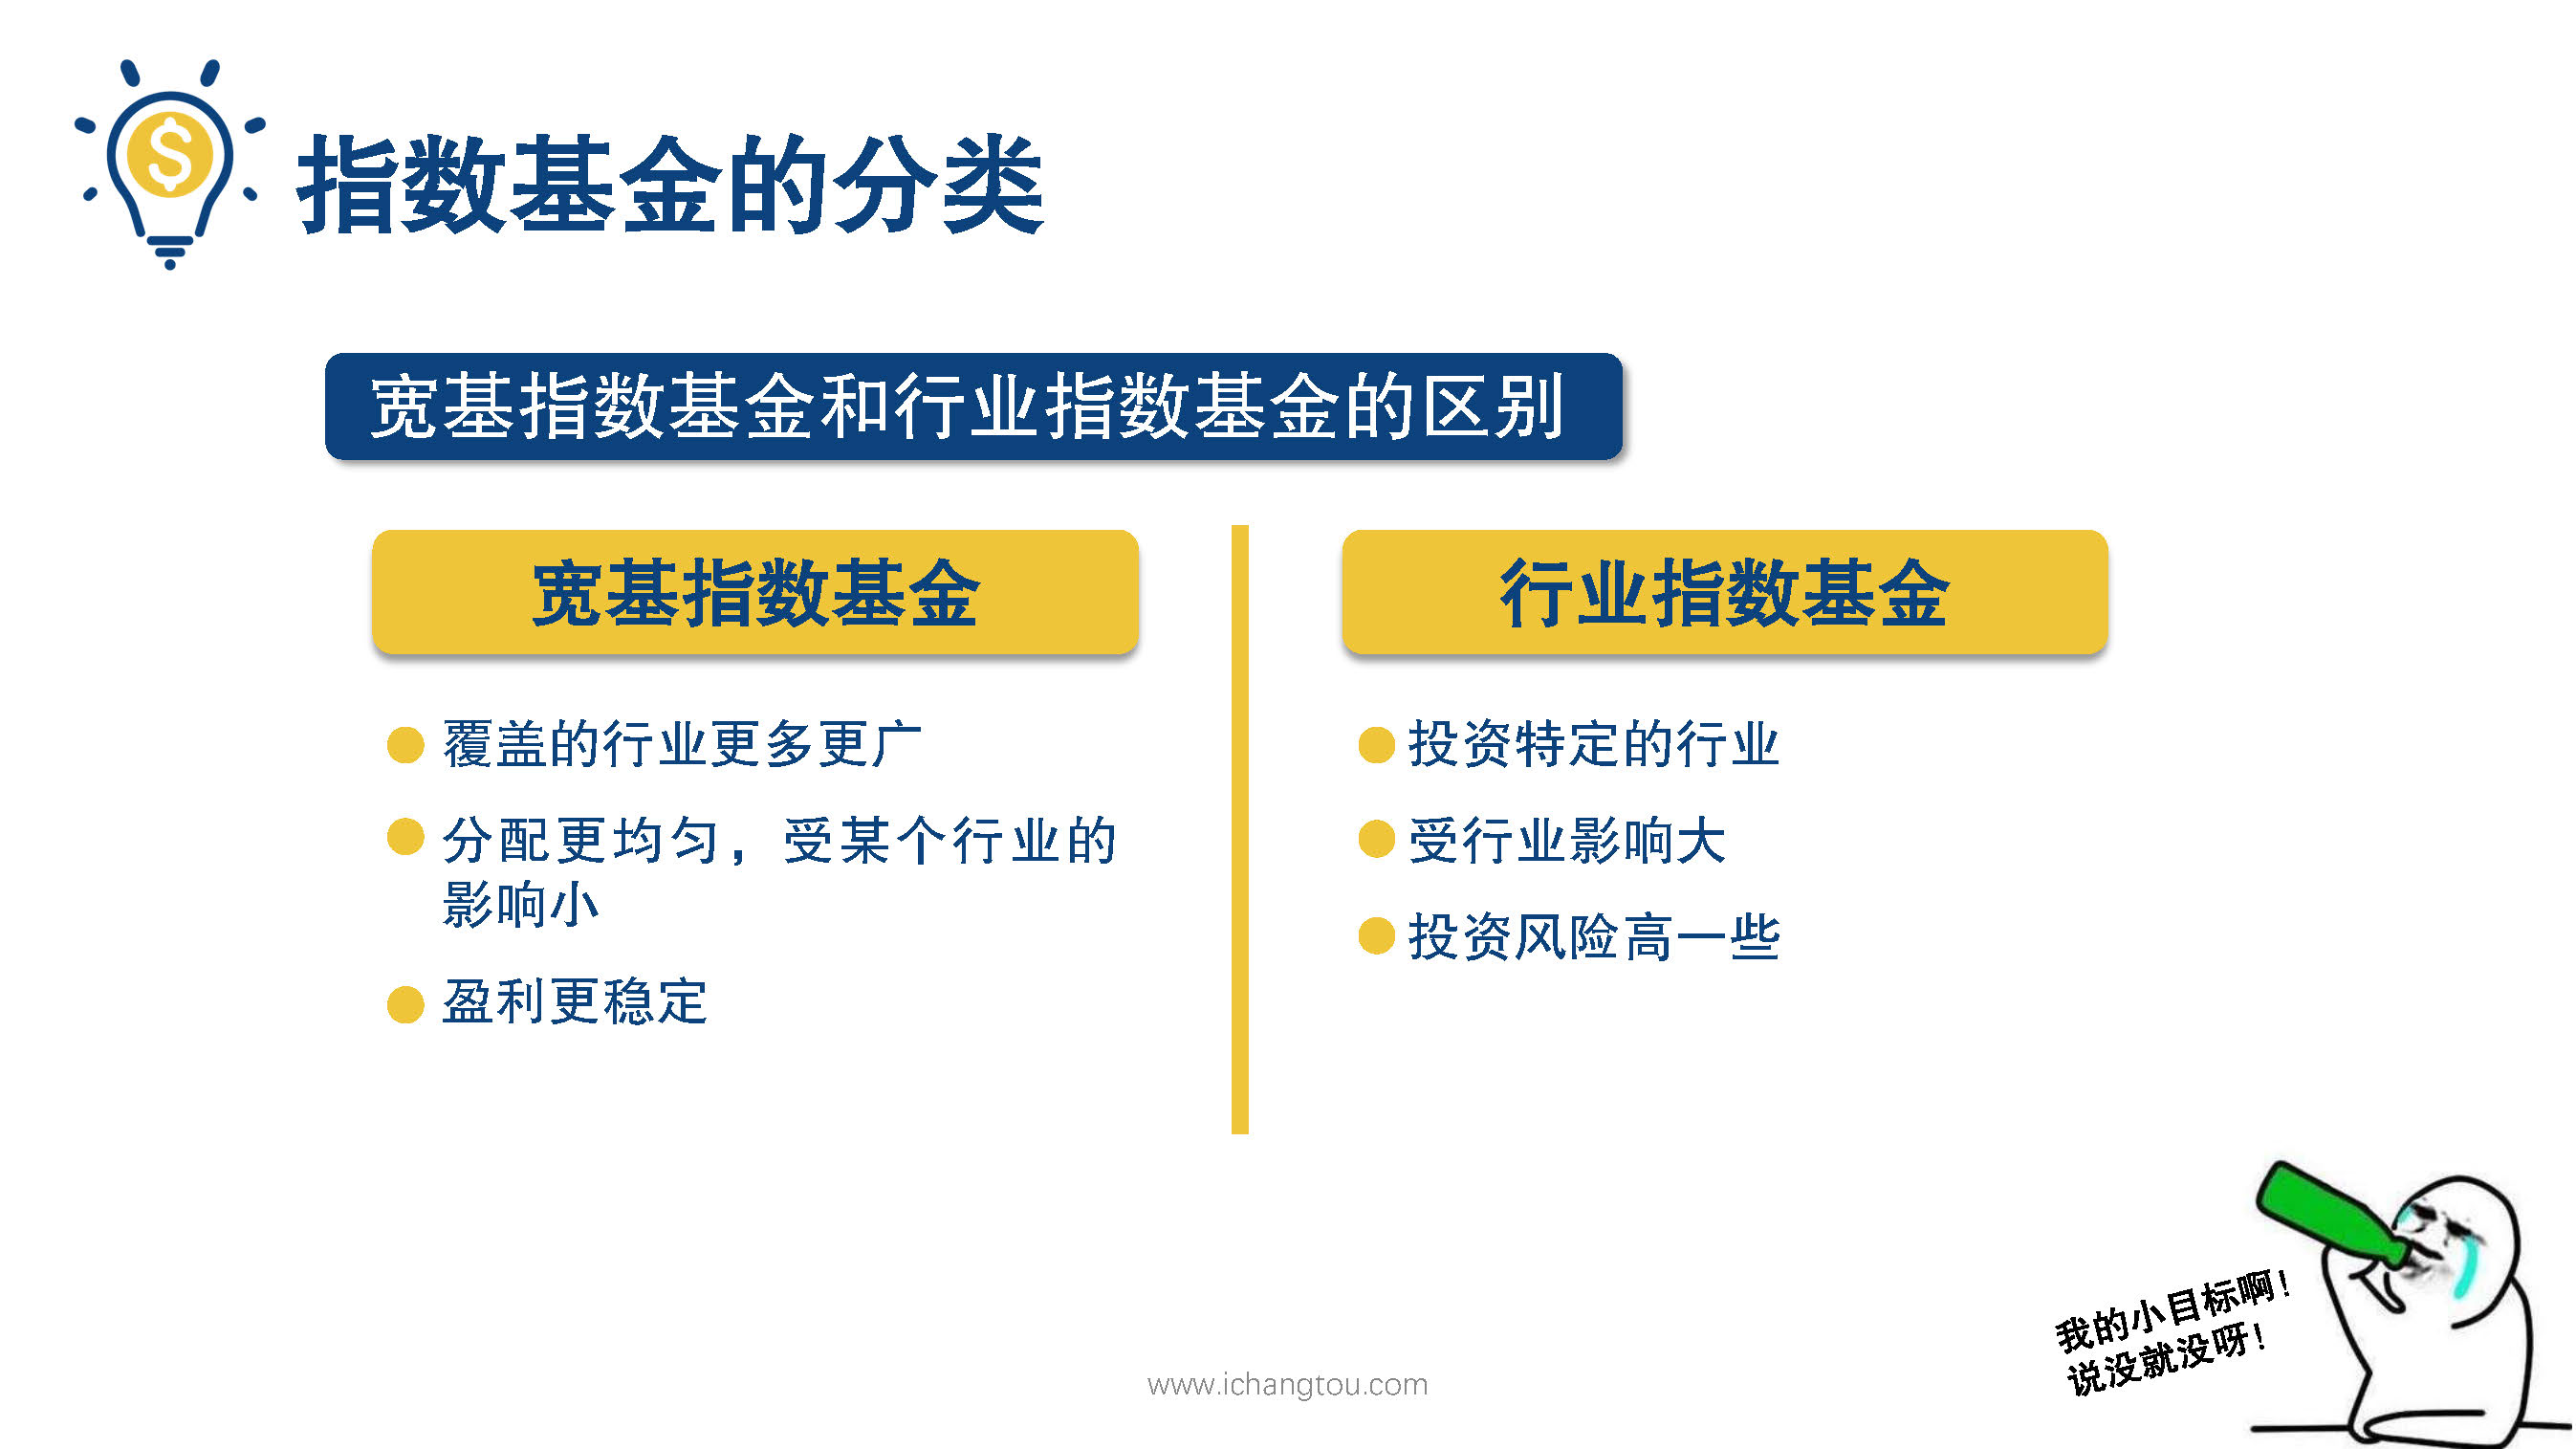 指数基金的分类
宽基指数基金和行业指数基金的区别
宽基指数基金
覆盖的行业更多更广
分配更均匀，受某个行业的
影响小
盈利更稳定
行业指数基金
投资特定的行业
受行业影响大
投资风险高一些
我的小目标啊！
说没就没呀！
www.ichangtou.com